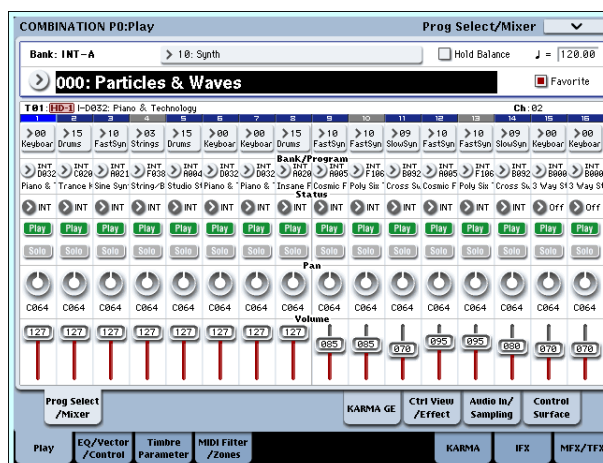 COMBINATION P0:Play Prog Select/Mixer
Bank: INT-A 10: Synth Hold Balance ♩ = 120.00
000: Particles & Waves Favorite
T01: HD-1 I-D032: Piano & Technology Ch:02
1 2 3 4 5 6 7 8 9 10 11 12 13 14 15 16
00 15 10 03 15 00 00 15 10 10 09 10 10 09 00 00
Keyboar Drums FastSyn Strings Drums Keyboar Keyboar Drums FastSyn FastSyn SlowSyn FastSyn FastSyn SlowSyn Keyboar Keyboar
Bank/Program
INT INT INT INT INT INT INT INT INT INT INT INT INT INT INT INT
D032 C020 A021 F038 A004 D032 D032 A020 A005 F106 B092 A005 F106 B092 B000 B000
Piano & Trance Sine Syn String/B Studio S Piano & Piano & Insane F Cosmic F Poly Six Cross Sw Cosmic F Poly Six Cross Sw 3 Way S 3 Way S
Status
INT INT INT INT INT INT INT INT INT INT INT INT INT INT Off Off
Play Play Play Play Play Play Play Play Play Play Play Play Play Play Play Play
Solo Solo Solo Solo Solo Solo Solo Solo Solo Solo Solo Solo Solo Solo Solo Solo
Pan
C064 C064 C064 C064 C064 C064 C064 C064 C064 C064 C064 C064 C064 C064 C064 C064
Volume
127 127 127 127 127 127 127 127 085 085 070 095 095 080 070 070
Prog Select KARMA GE Ctrl View Audio In/ Control
/Mixer /Effect Sampling Surface
Play EQ/Vector Timbre MIDI Filter KARMA IFX MFX/TFX
/Control Parameter /Zones